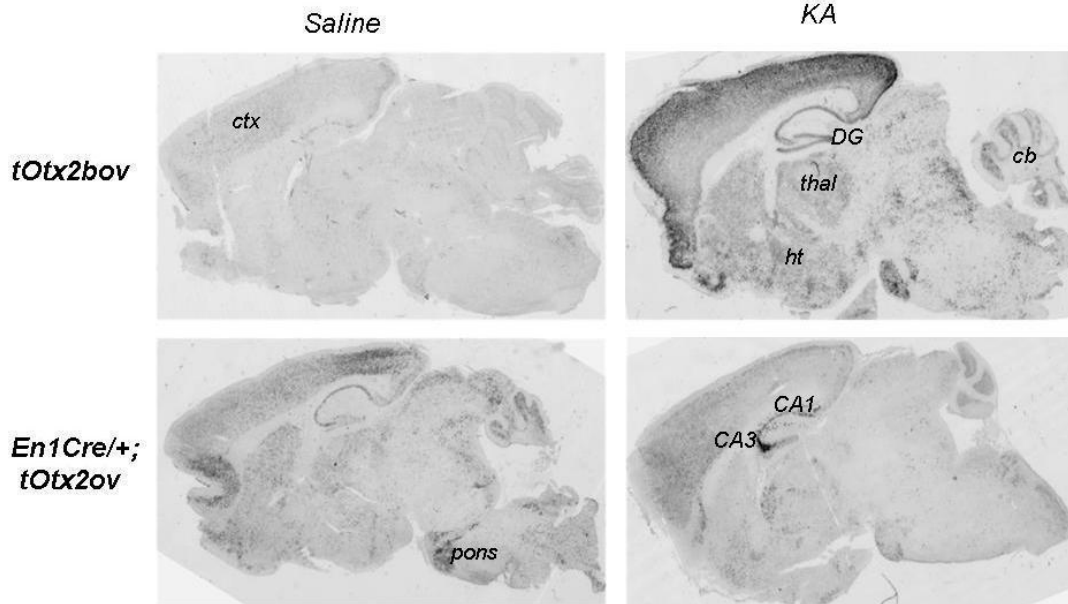 Saline
KA
tOtx2bov
ctx
DG
thal
cb
ht
En1Cre/+;
tOtx2ov
pons
CA1
CA3